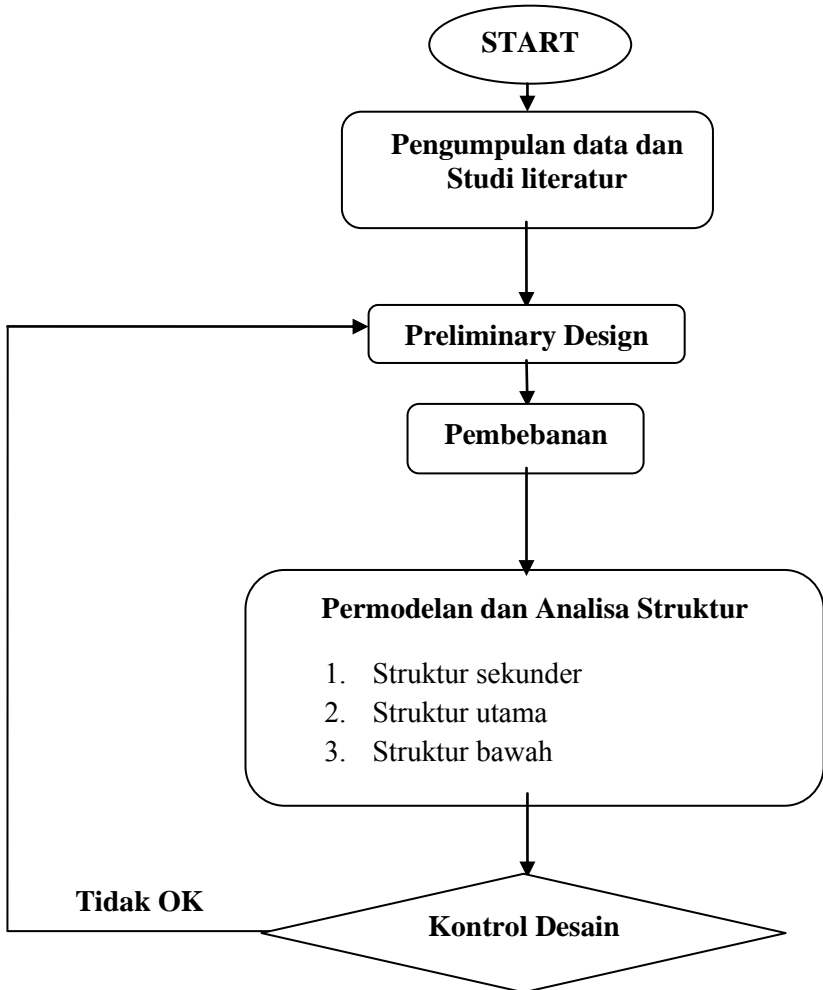 START
Pengumpulan data dan
Studi literatur
Preliminary Design
Pembebanan
Permodelan dan Analisa Struktur
1. Struktur sekunder
2. Struktur utama
3. Struktur bawah
Tidak OK
Kontrol Desain